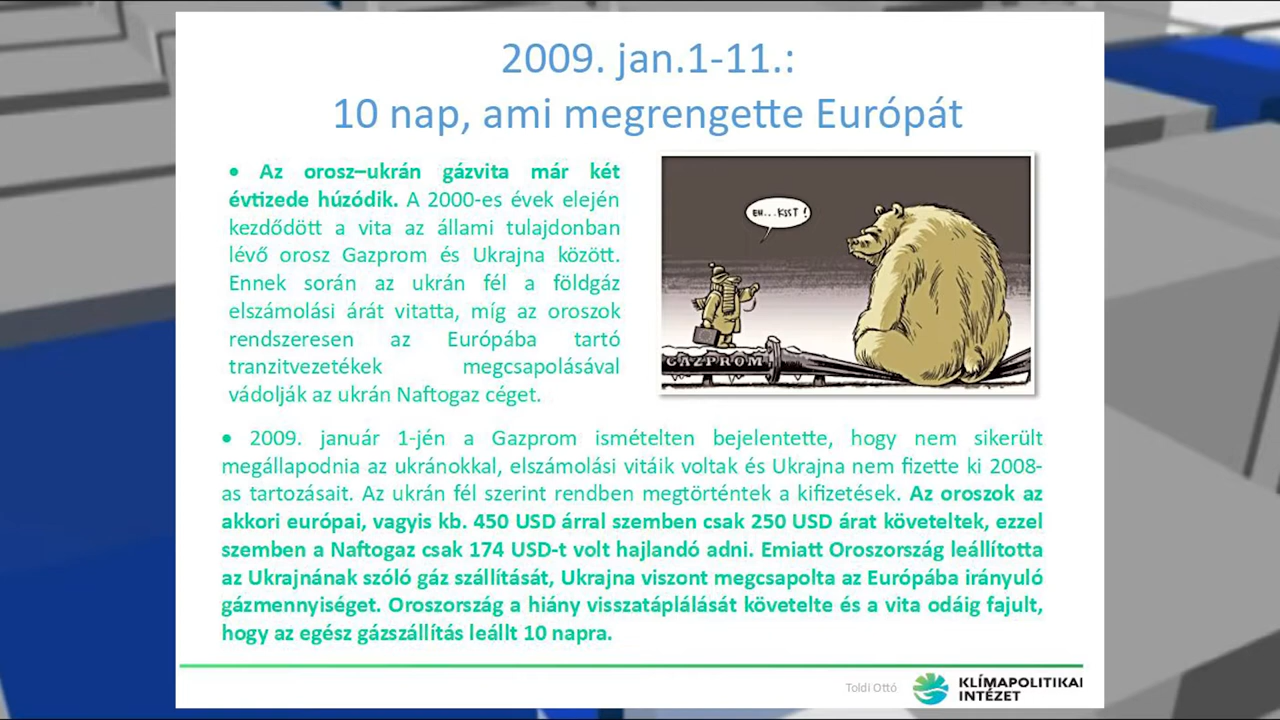 2009. jan.1-11.:
10 nap, ami megrengette Európát
• Az orosz–ukrán gázvita már két
évtizede húzódik. A 2000-es évek elején
kezdődött a vita az állami tulajdonban
lévő orosz Gazprom és Ukrajna között.
Ennek során az ukrán fél a földgáz
elszámolási árát vitatta, míg az oroszok
rendszeresen az Európába tartó
tranzitvezetékek megcsapolásával
vádolják az ukrán Naftogaz céget.
EH...KSST!
GAZPROM
• 2009. január 1-jén a Gazprom ismételten bejelentette, hogy nem sikerült
megállapodnia az ukránokkal, elszámolási vitáik voltak és Ukrajna nem fizette ki 2008-
as tartozásait. Az ukrán fél szerint rendben megtörténtek a kifizetések. Az oroszok az
akkori európai, vagyis kb. 450 USD árral szemben csak 250 USD árat követeltek, ezzel
szemben a Naftogaz csak 174 USD-t volt hajlandó adni. Emiatt Oroszország leállította
az Ukrajnának szóló gáz szállítását, Ukrajna viszont megcsapolta az Európába irányuló
gázmennyiséget. Oroszország a hiány visszatáplálását követelte és a vita odáig fajult,
hogy az egész gázszállítás leállt 10 napra.
Toldi Ottó
KLÍMAPOLITIKAI
INTÉZET